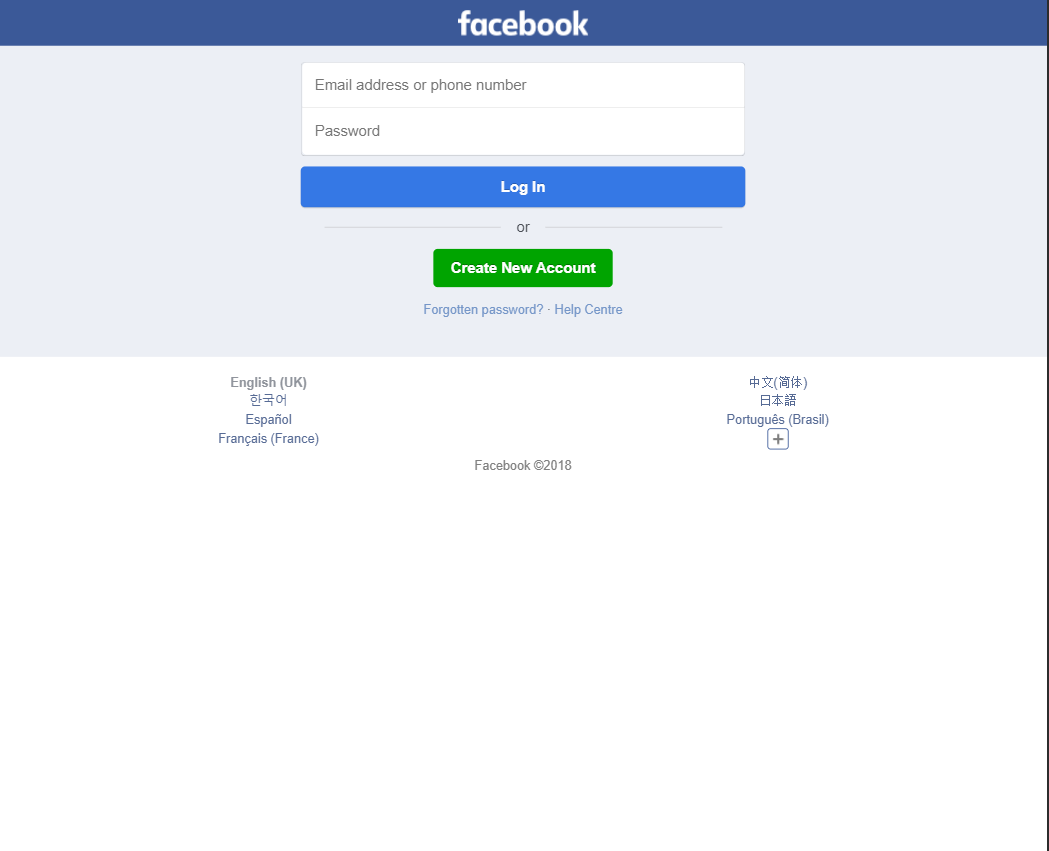 facebook
Email address or phone number
Password
Log In
or
Create New Account
Forgotten password? · Help Centre
English (UK)
한국어
Español
Français (France)
中文(简体)
日本語
Português (Brasil)
Facebook ©2018